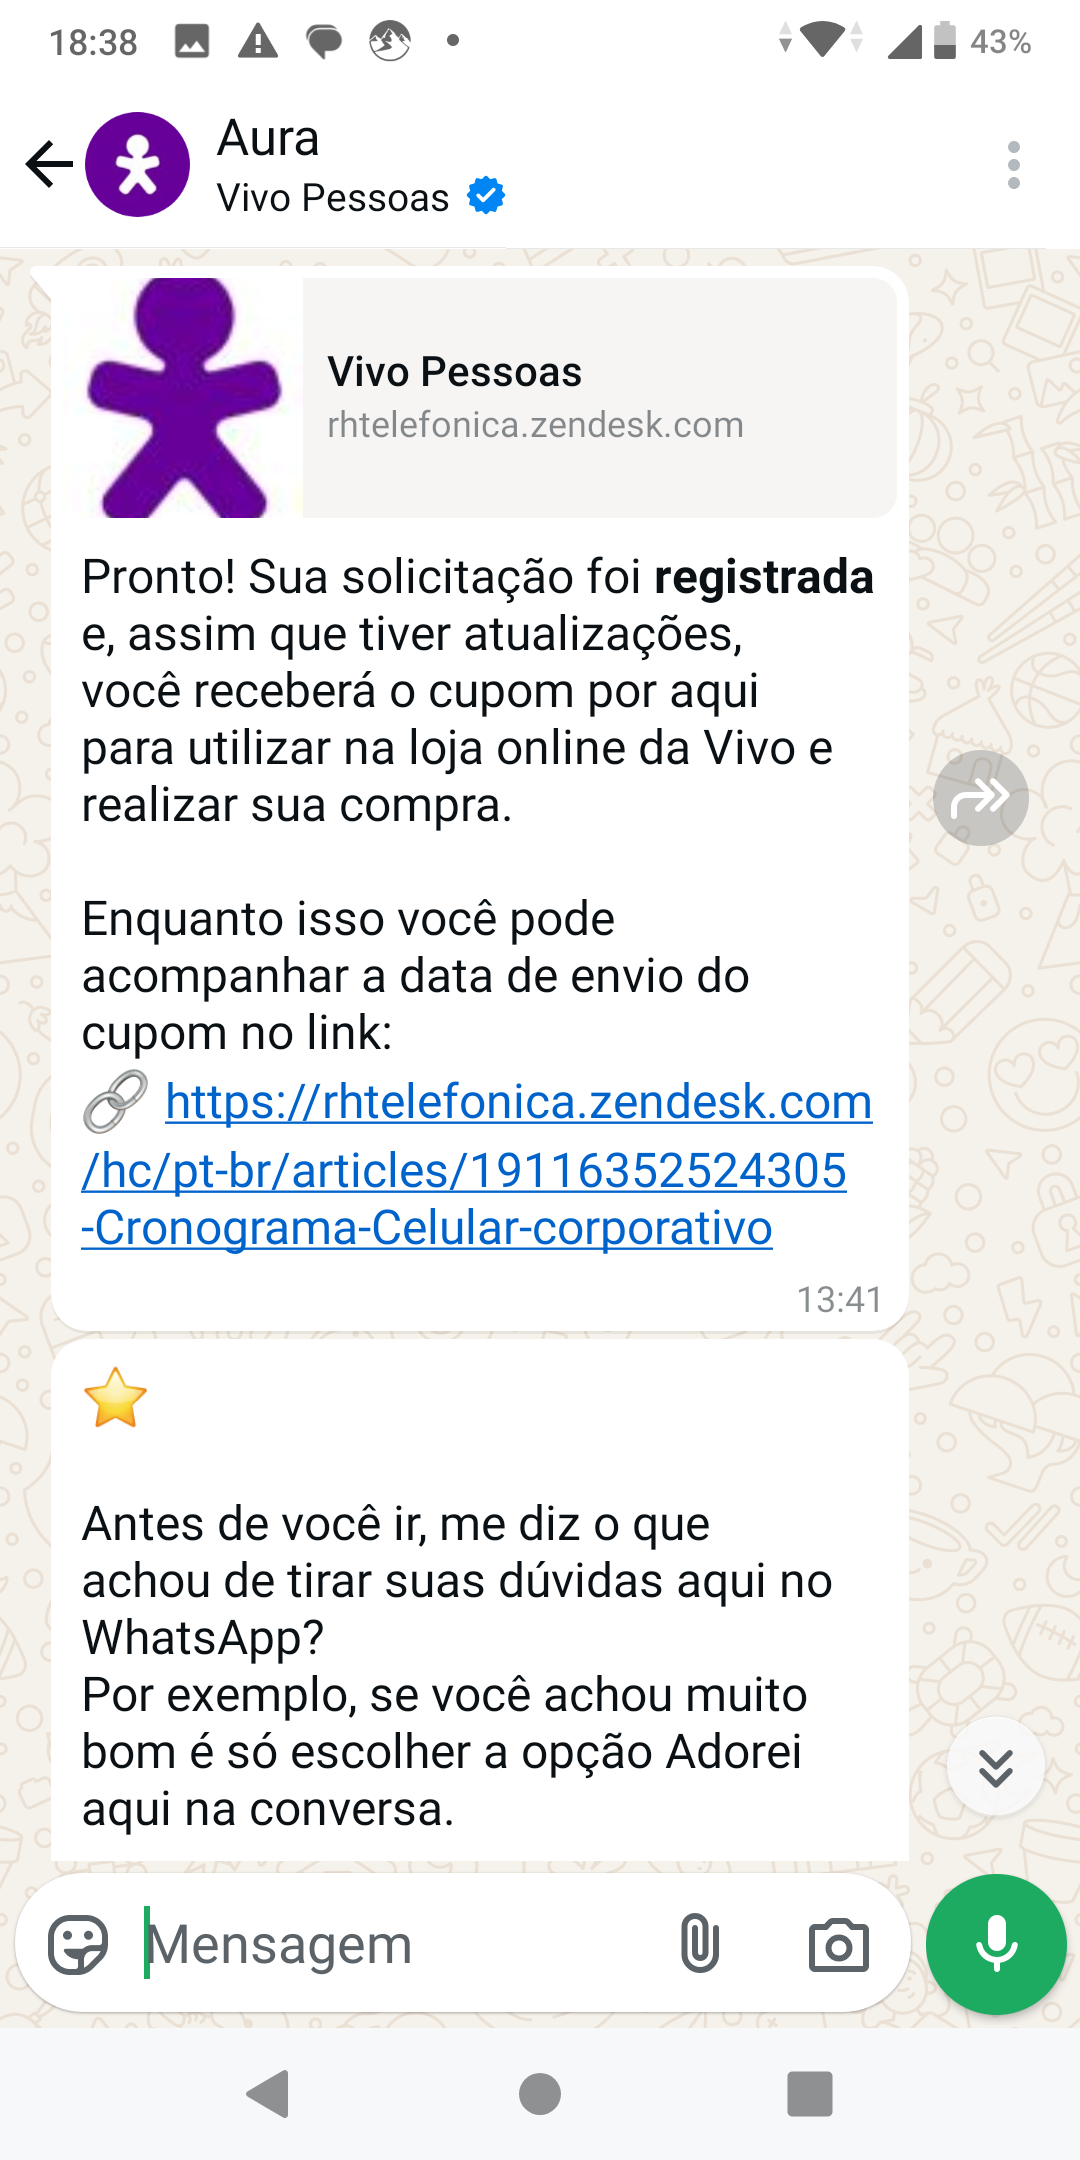 18:38
43%
Aura
Vivo Pessoas
Vivo Pessoas
rhtelefonica.zendesk.com
Pronto! Sua solicitação foi registrada
e, assim que tiver atualizações,
você receberá o cupom por aqui
para utilizar na loja online da Vivo e
realizar sua compra.
Enquanto isso você pode
acompanhar a data de envio do
cupom no link:
https://rhtelefonica.zendesk.com
/hc/pt-br/articles/19116352524305
-Cronograma-Celular-corporativo
13:41
Antes de você ir, me diz o que
achou de tirar suas dúvidas aqui no
WhatsApp?
Por exemplo, se você achou muito
bom é só escolher a opção Adorei
aqui na conversa.
Mensagem